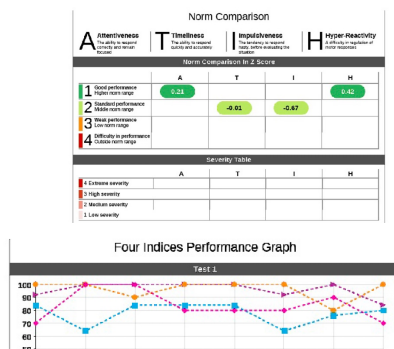 Norm Comparison
A Attentiveness
The ability to respond
correctly and remain
focused
T Timeliness
The ability to respond
quickly and accurately
I Impulsiveness
The tendency to respond
hastily, before evaluating the
situation
H Hyper-Reactivity
A difficulty in regulation of
motor responses
Norm Comparison in Z Score
A T I H
1 Good performance
Higher norm range
0.21 0.42
2 Standard performance
Middle norm range
-0.01 -0.67
3 Weak performance
Low norm range
4 Difficulty in performance
Outside norm range
Severity Table
A T I H
4 Extreme severity
3 High severity
2 Medium severity
1 Low severity
Four Indices Performance Graph
Test 1
100
90
80
70
60
50